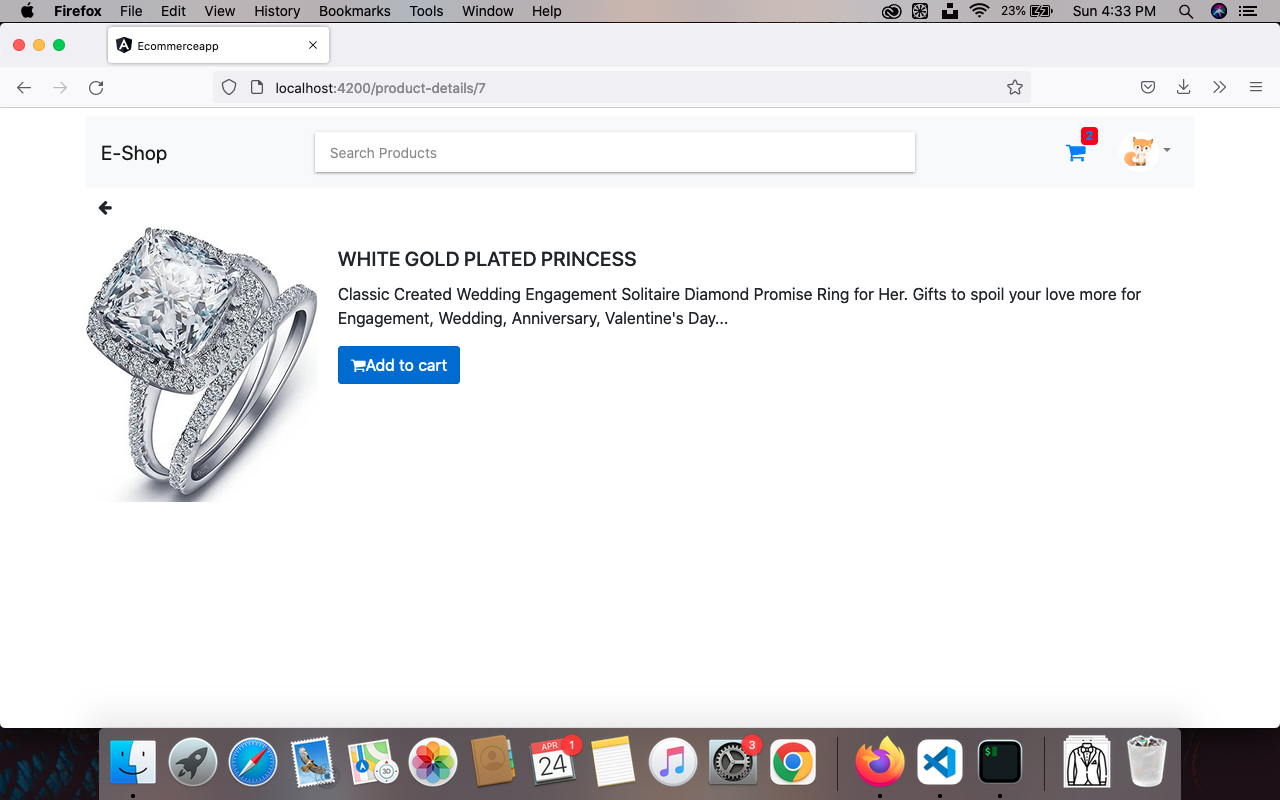 Firefox File Edit View History Bookmarks Tools Window Help 23% Sun 4:33 PM
Ecommerceapp
localhost:4200/product-details/7
E-Shop
Search Products
2
WHITE GOLD PLATED PRINCESS
Classic Created Wedding Engagement Solitaire Diamond Promise Ring for Her. Gifts to spoil your love more for
Engagement, Wedding, Anniversary, Valentine's Day...
Add to cart
APR 1
24
3D
3
$